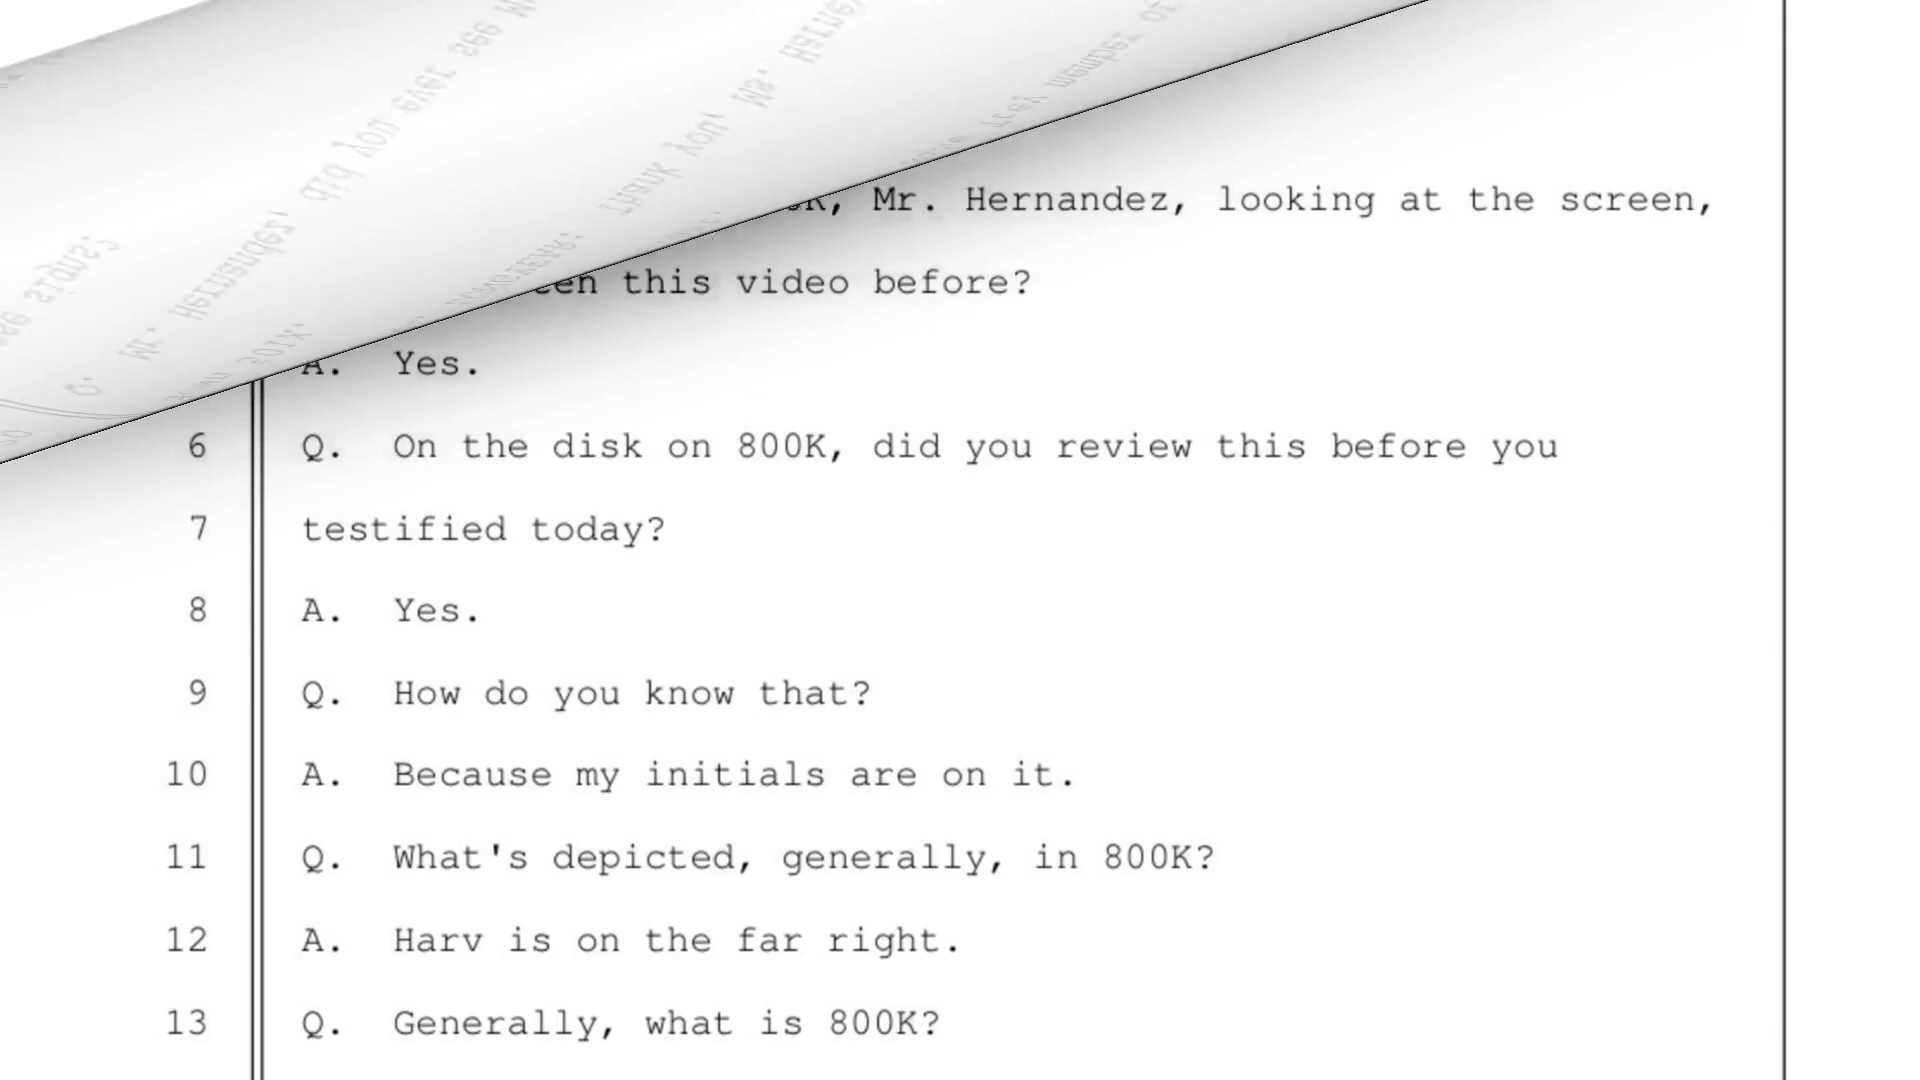 Mr. Hernandez, looking at the screen,
this video before?
A. Yes.
6 Q. On the disk on 800K, did you review this before you
7 testified today?
8 A. Yes.
9 Q. How do you know that?
10 A. Because my initials are on it.
11 Q. What's depicted, generally, in 800K?
12 A. Harv is on the far right.
13 Q. Generally, what is 800K?